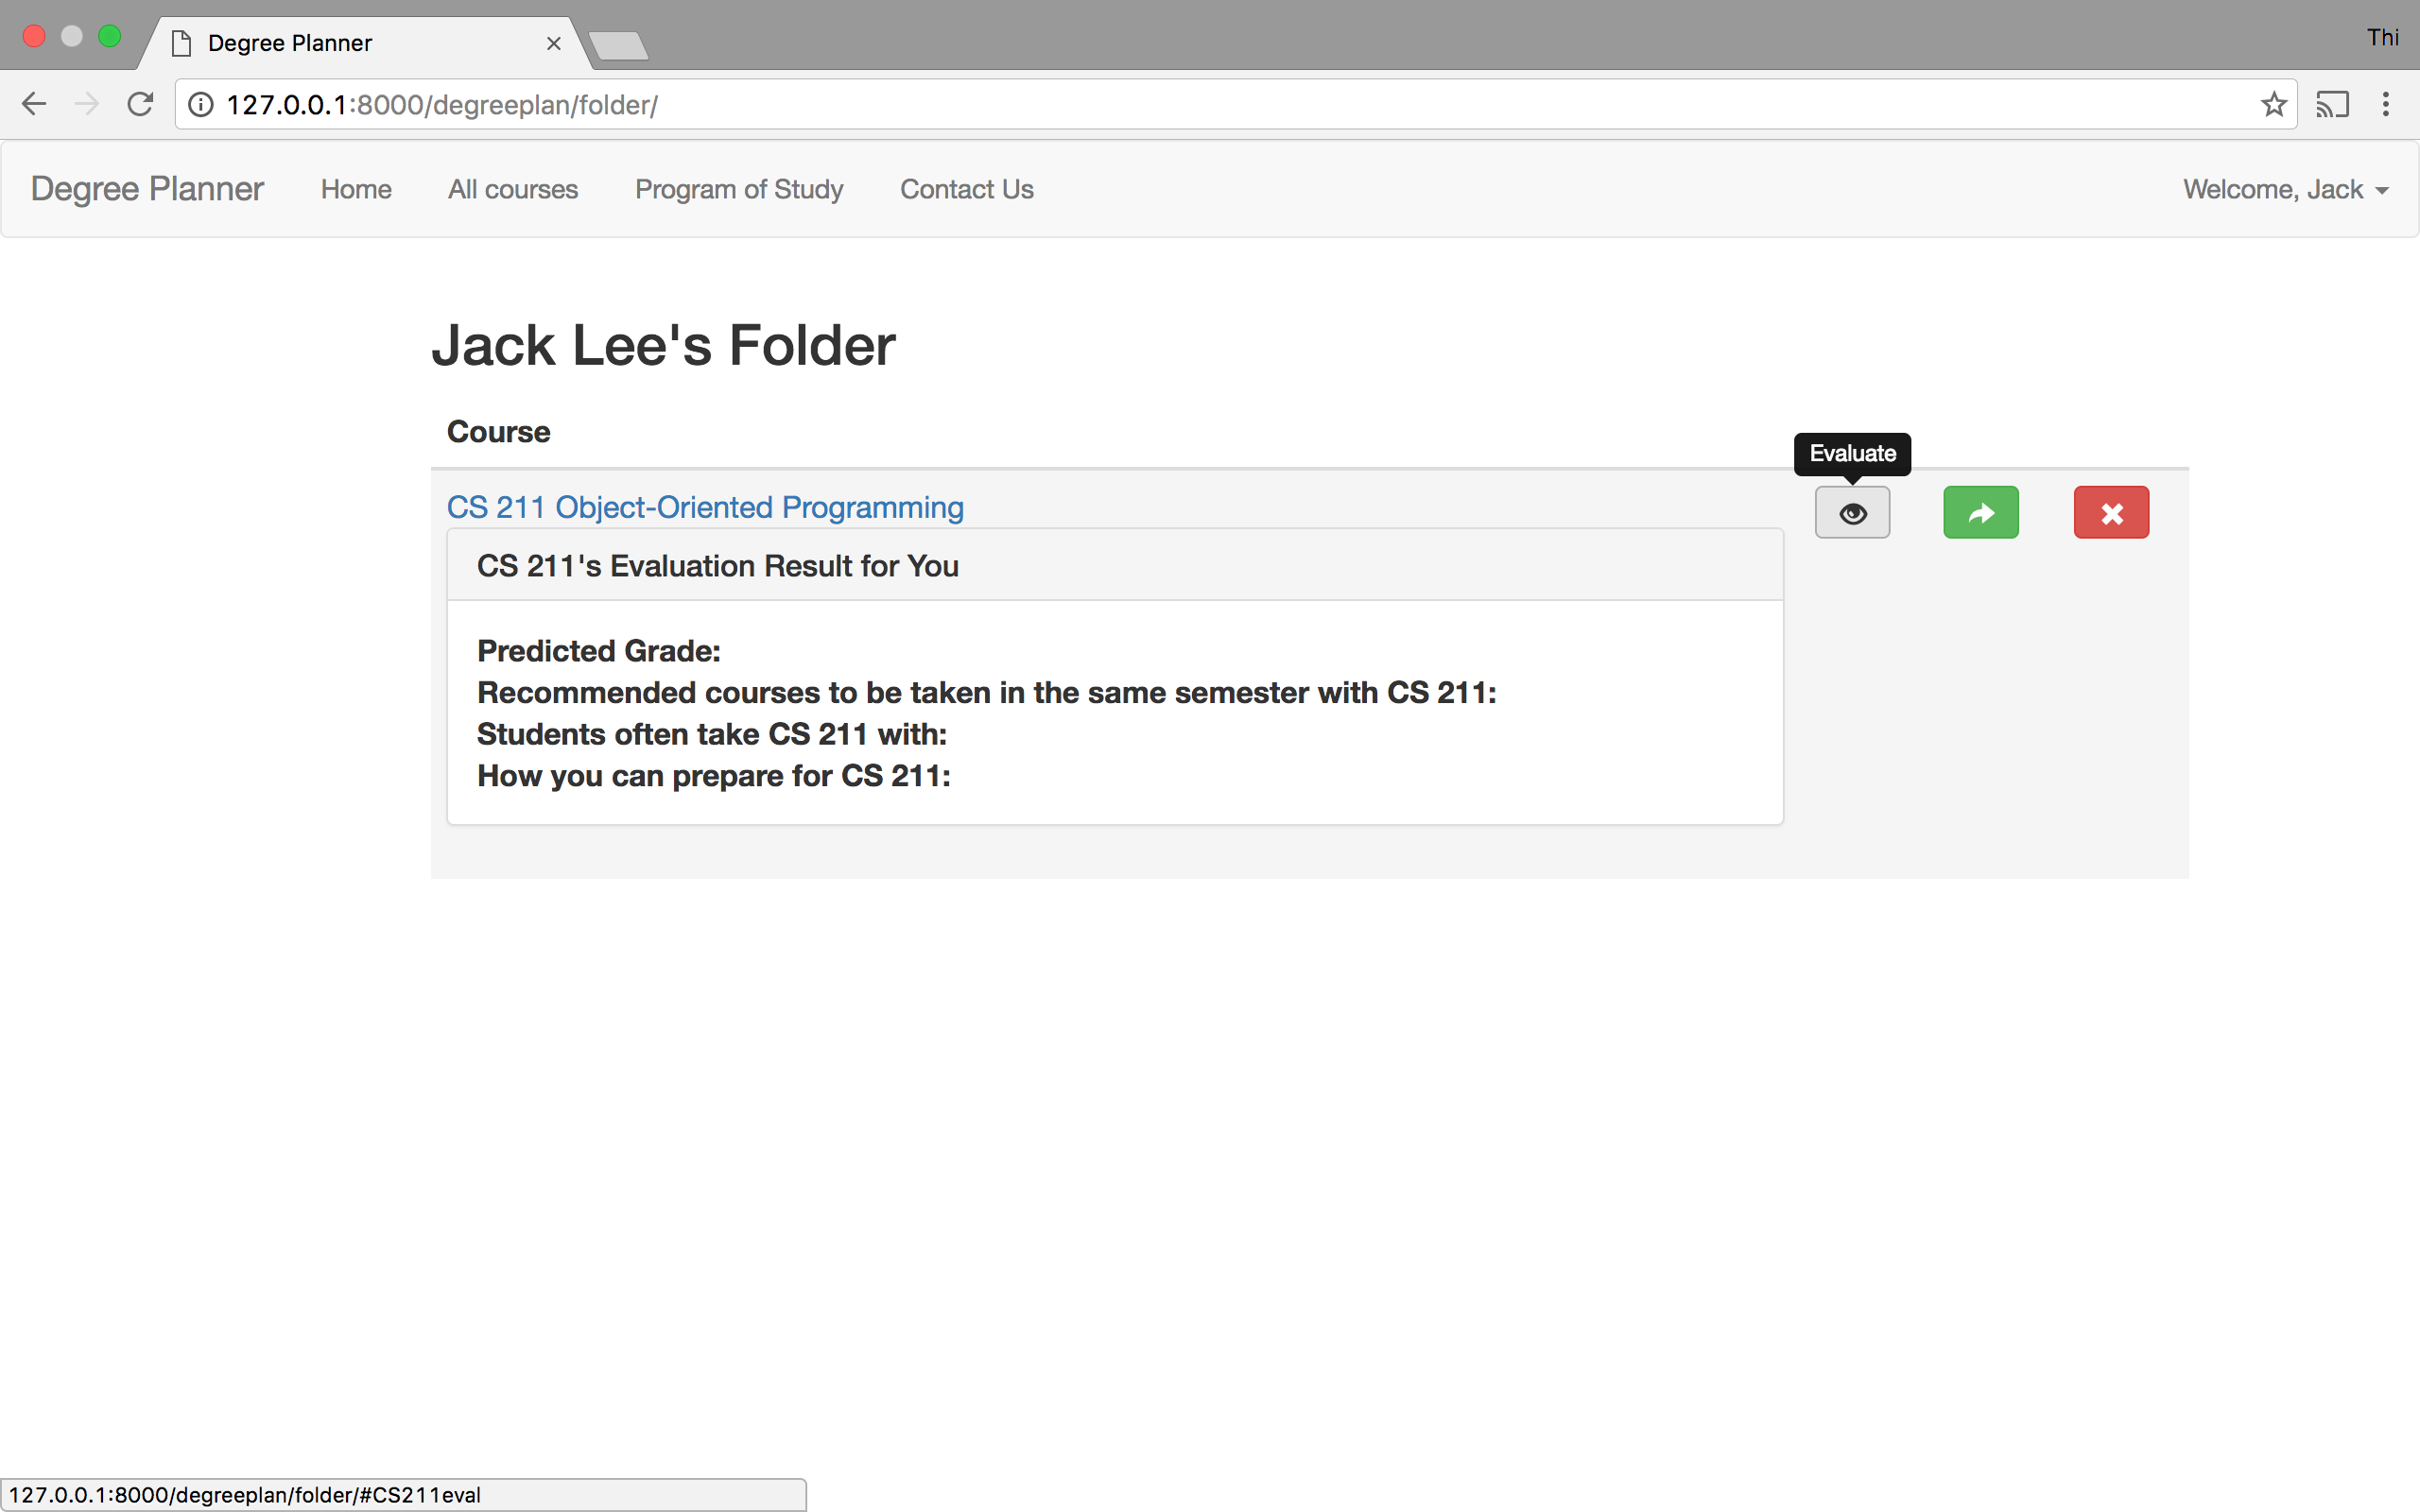 Degree Planner
Thi
127.0.0.1:8000/degreeplan/folder/
Degree Planner Home All courses Program of Study Contact Us Welcome, Jack
Jack Lee's Folder
Course
Evaluate
CS 211 Object-Oriented Programming
CS 211's Evaluation Result for You
Predicted Grade:
Recommended courses to be taken in the same semester with CS 211:
Students often take CS 211 with:
How you can prepare for CS 211:
127.0.0.1:8000/degreeplan/folder/#CS211eval